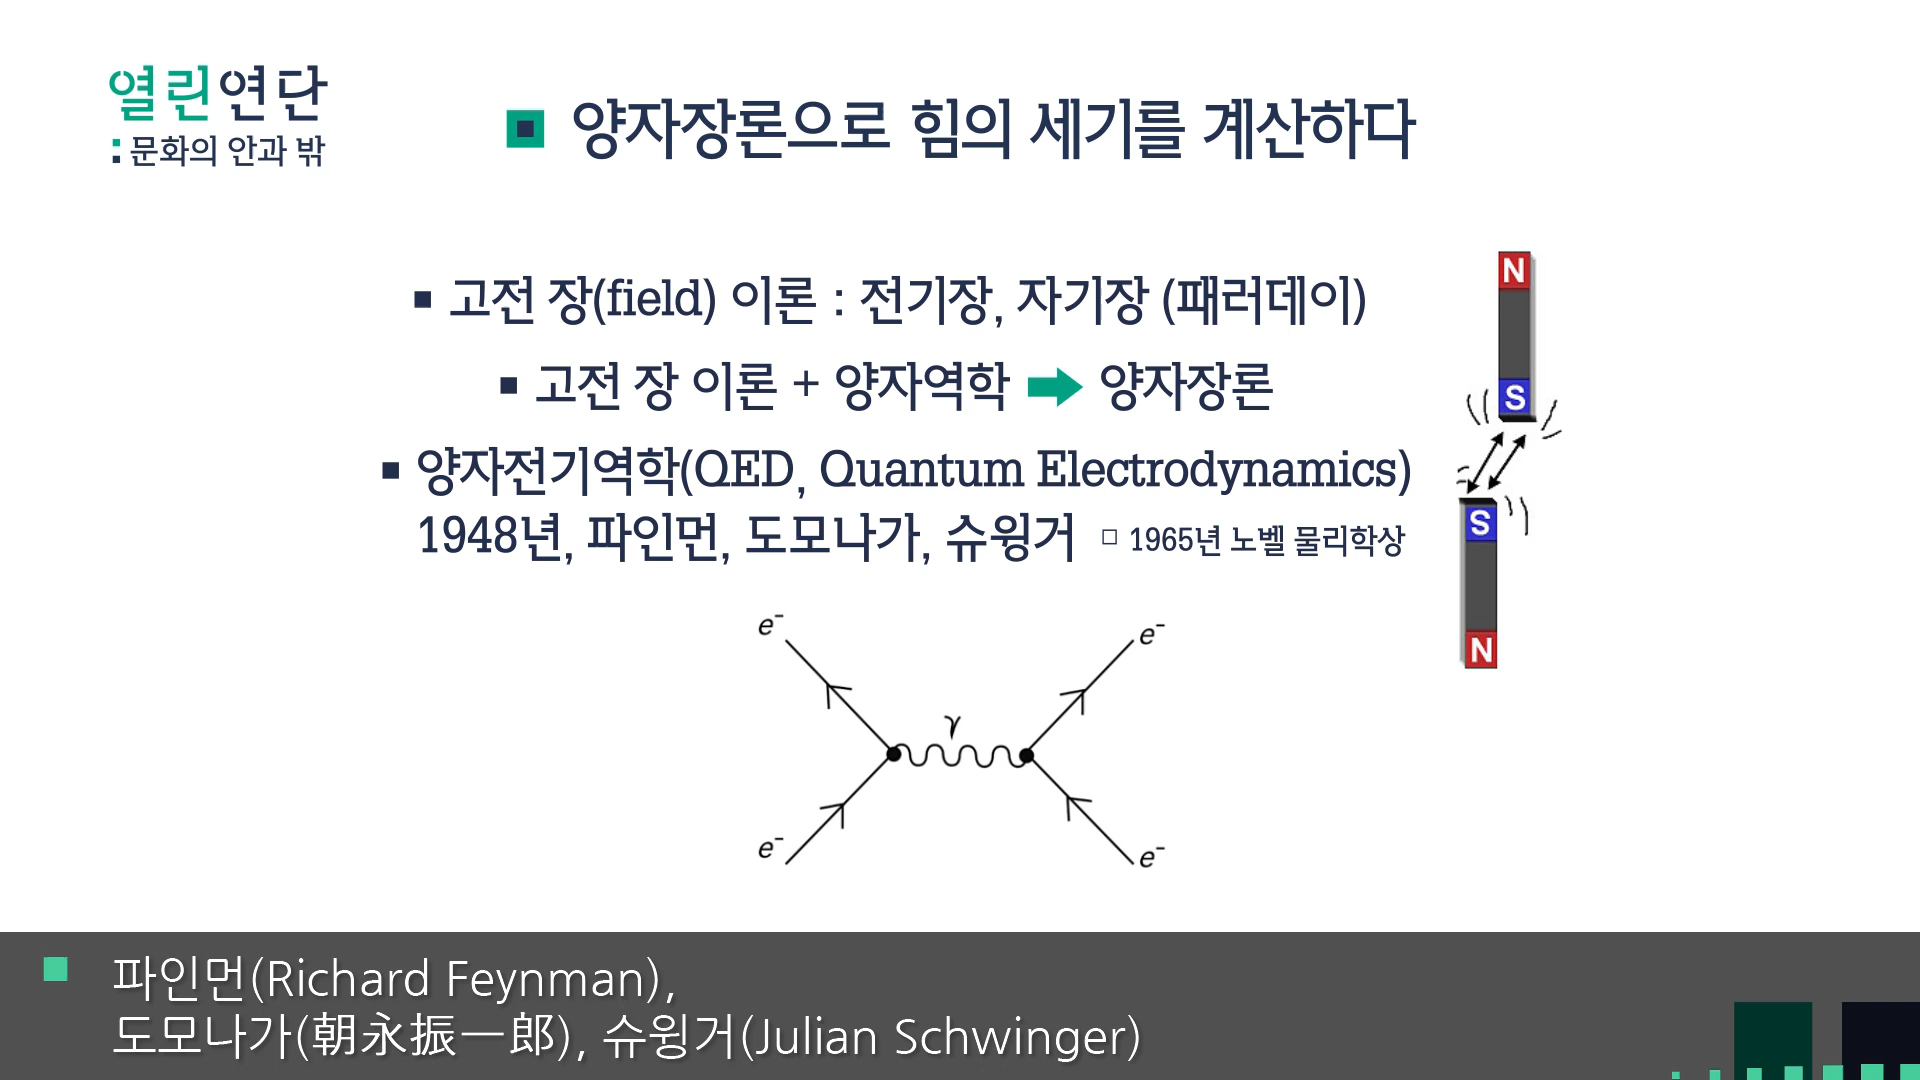 열린연단
:문화의 안과 밖
양자장론으로 힘의 세기를 계산하다
▪ 고전 장(field) 이론 : 전기장, 자기장 (패러데이)
▪ 고전 장 이론 + 양자역학 ➡ 양자장론
▪ 양자전기역학(QED, Quantum Electrodynamics)
1948년, 파인먼, 도모나가, 슈윙거 □ 1965년 노벨 물리학상
N
S
S
N
e⁻
e⁻
γ
e⁻
e⁻
파인먼(Richard Feynman),
도모나가(朝永振一郎), 슈윙거(Julian Schwinger)